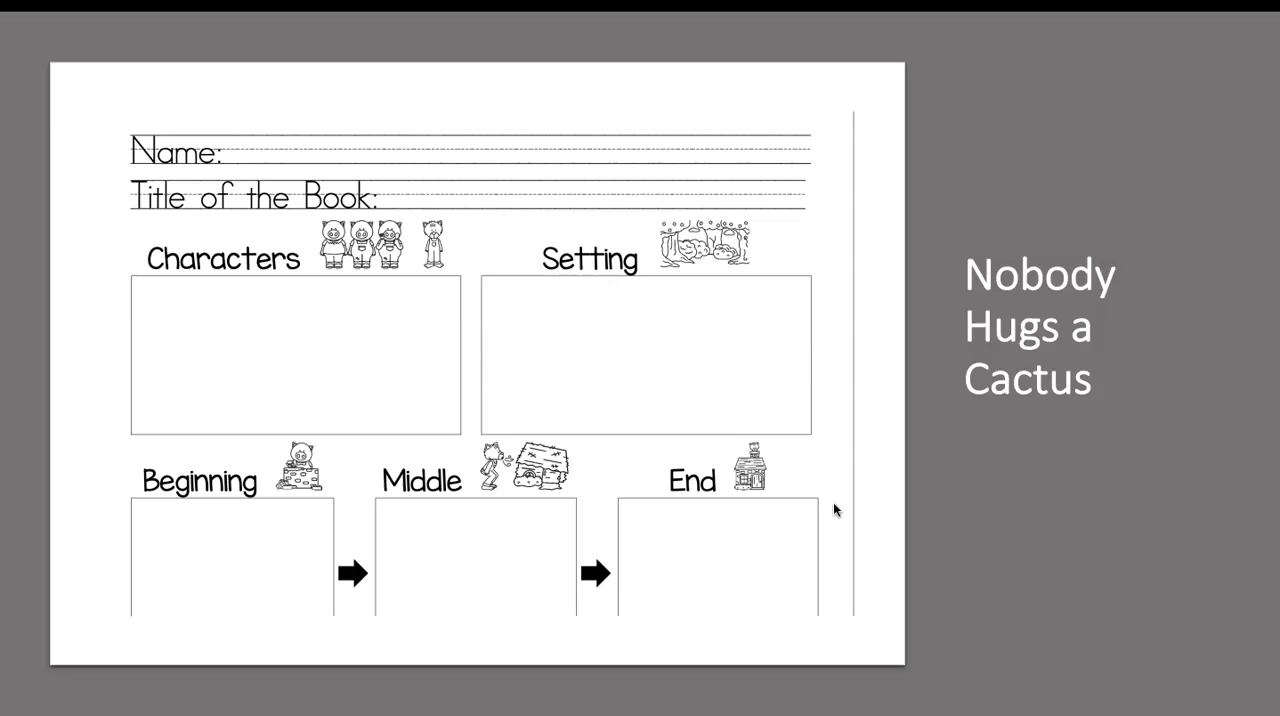 Name:
Title of the Book:
Characters
Setting
Beginning
Middle
End
Nobody
Hugs a
Cactus